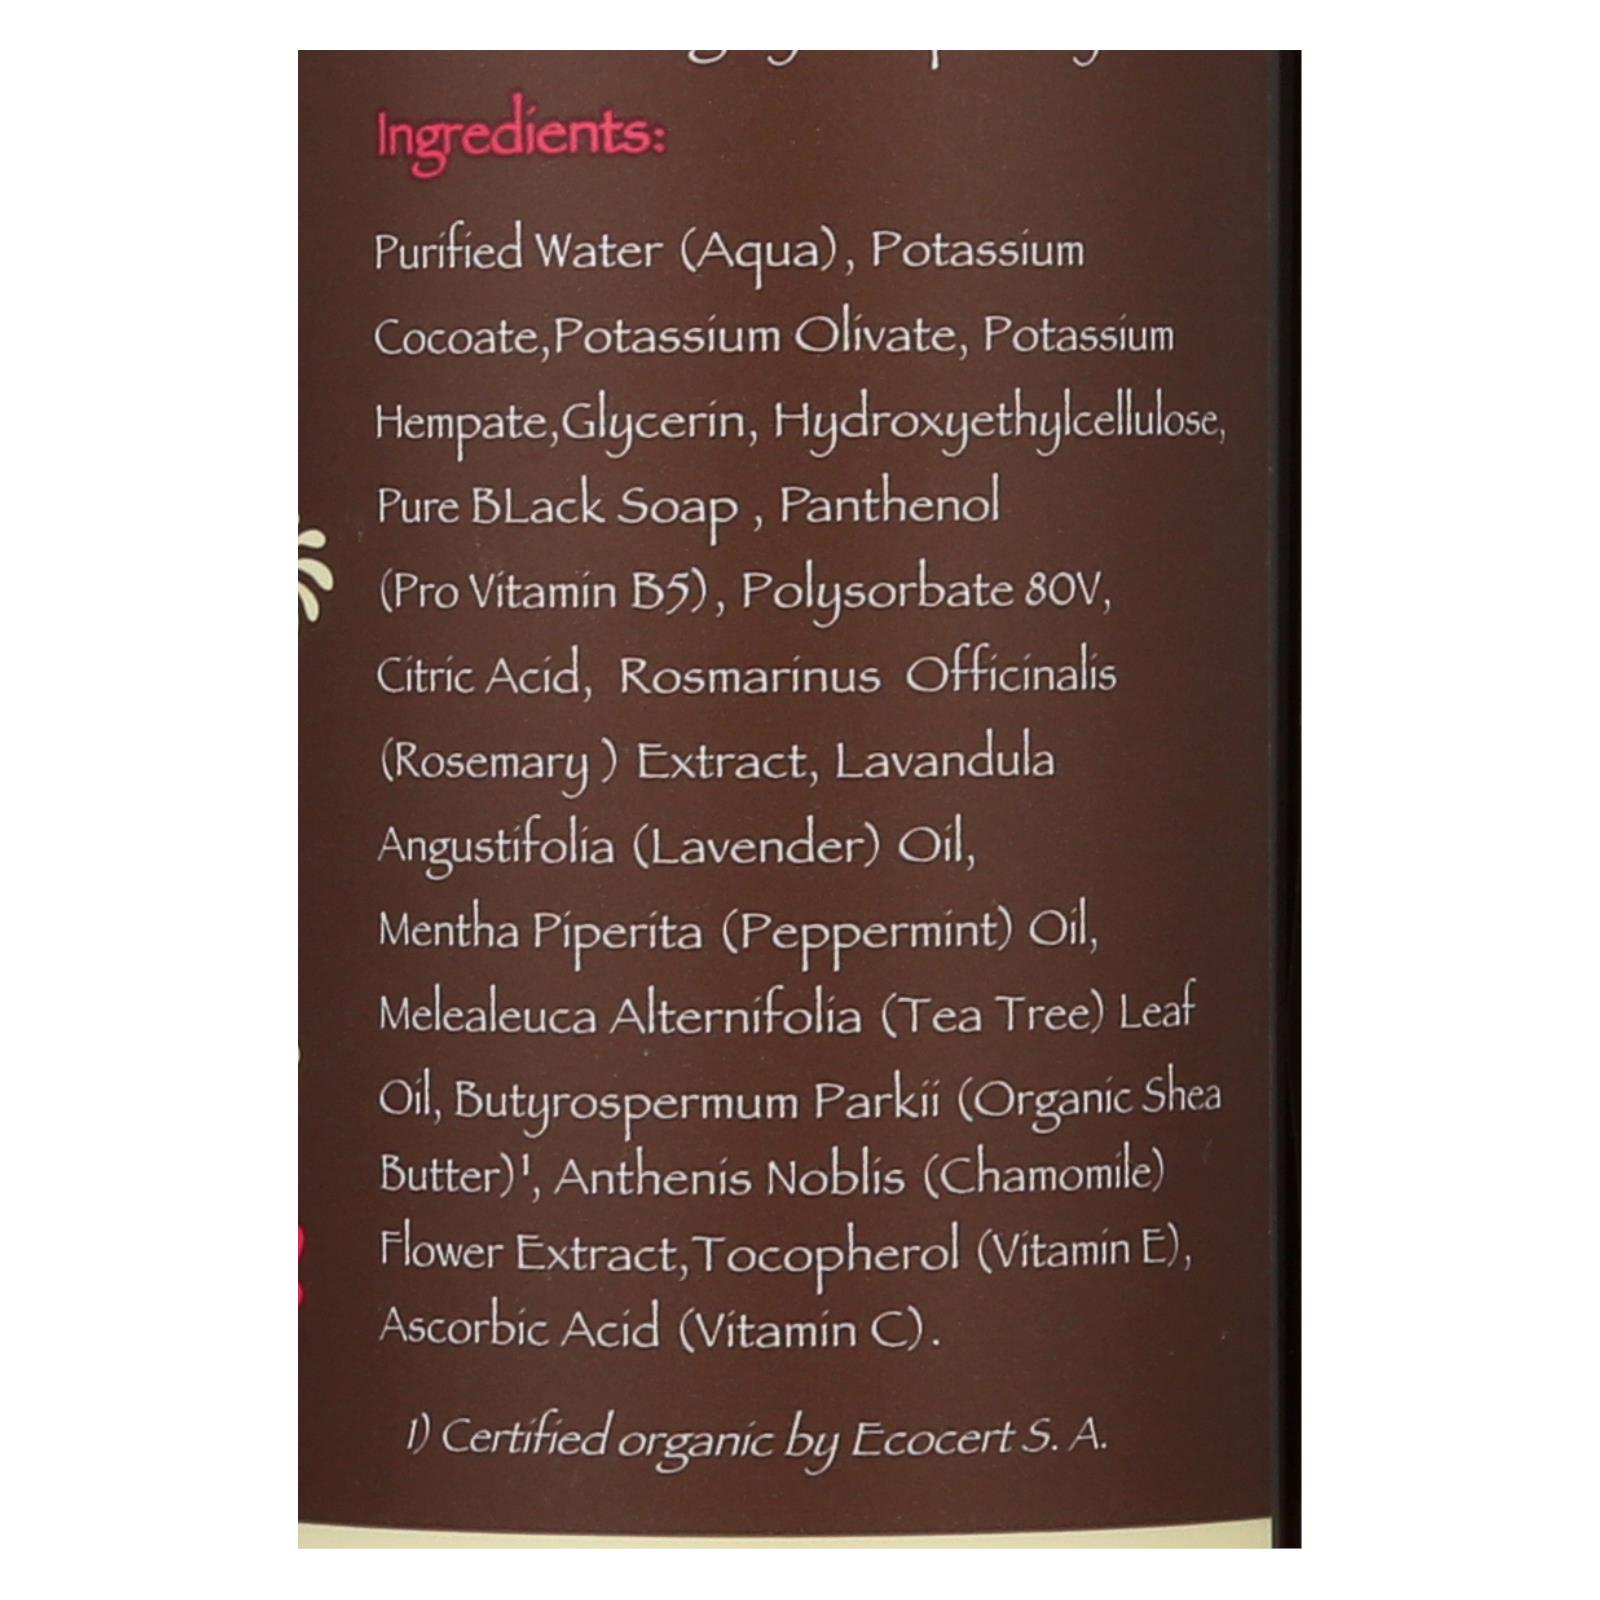 Ingredients:
Purified Water (Aqua), Potassium
Cocoate,Potassium Olivate, Potassium
Hempate,Glycerin, Hydroxyethylcellulose,
Pure BLack Soap , Panthenol
(Pro Vitamin B5), Polysorbate 80V,
Citric Acid, Rosmarinus Officinalis
(Rosemary ) Extract, Lavandula
Angustifolia (Lavender) Oil,
Mentha Piperita (Peppermint) Oil,
Melealeuca Alternifolia (Tea Tree) Leaf
Oil, Butyrospermum Parkii (Organic Shea
Butter)¹, Anthenis Noblis (Chamomile)
Flower Extract,Tocopherol (Vitamin E),
Ascorbic Acid (Vitamin C).
1) Certified organic by Ecocert S. A.